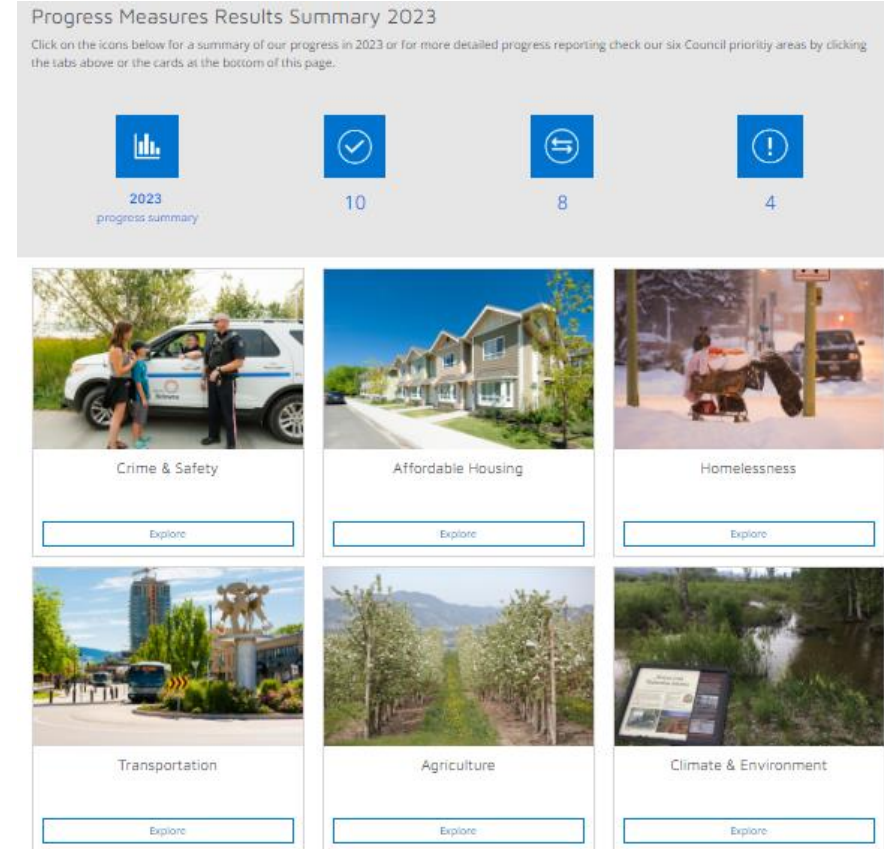 Progress Measures Results Summary 2023
Click on the icons below for a summary of our progress in 2023 or for more detailed progress reporting check our six Council prioritiy areas by clicking
the tabs above or the cards at the bottom of this page.
2023
progress summary
10
8
4
Crime & Safety
Affordable Housing
Homelessness
Explore
Explore
Explore
Transportation
Agriculture
Climate & Environment
Explore
Explore
Explore